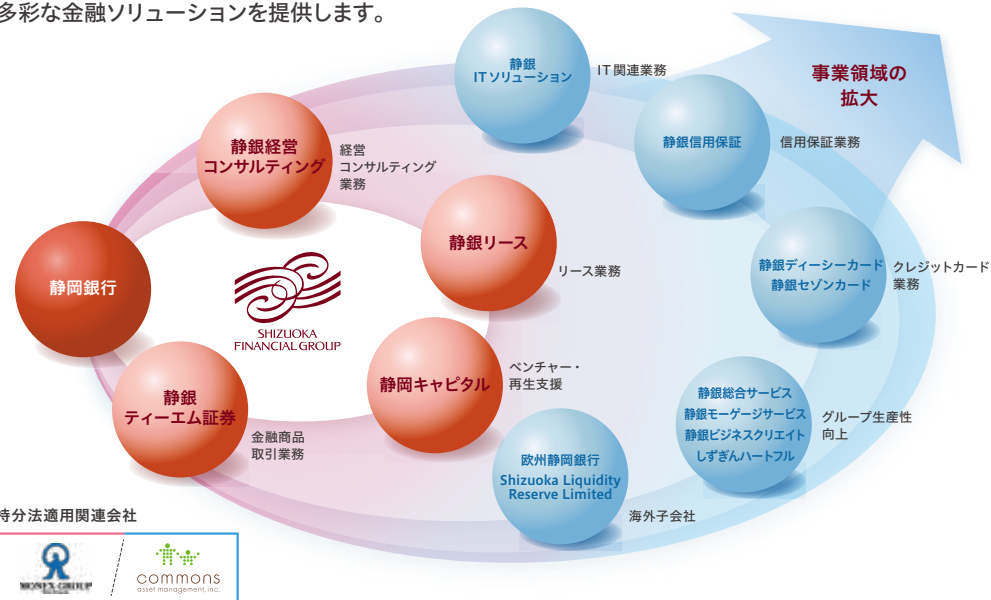 多彩な金融ソリューションを提供します。
静銀
ITソリューション
IT関連業務
事業領域の
拡大
静銀経営
コンサルティング
経営
コンサルティング
業務
静銀信用保証
信用保証業務
静銀リース
リース業務
静銀ディーシーカード
静銀セゾンカード
クレジットカード
業務
静岡銀行
SHIZUOKA
FINANCIAL GROUP
静銀
ティーエム証券
金融商品
取引業務
静岡キャピタル
ベンチャー・
再生支援
静銀総合サービス
静銀モーゲージサービス
静銀ビジネスクリエイト
しずぎんハートフル
グループ生産性
向上
欧州静岡銀行
Shizuoka Liquidity
Reserve Limited
海外子会社
持分法適用関連会社
MONEX GROUP
commons
asset management, inc.